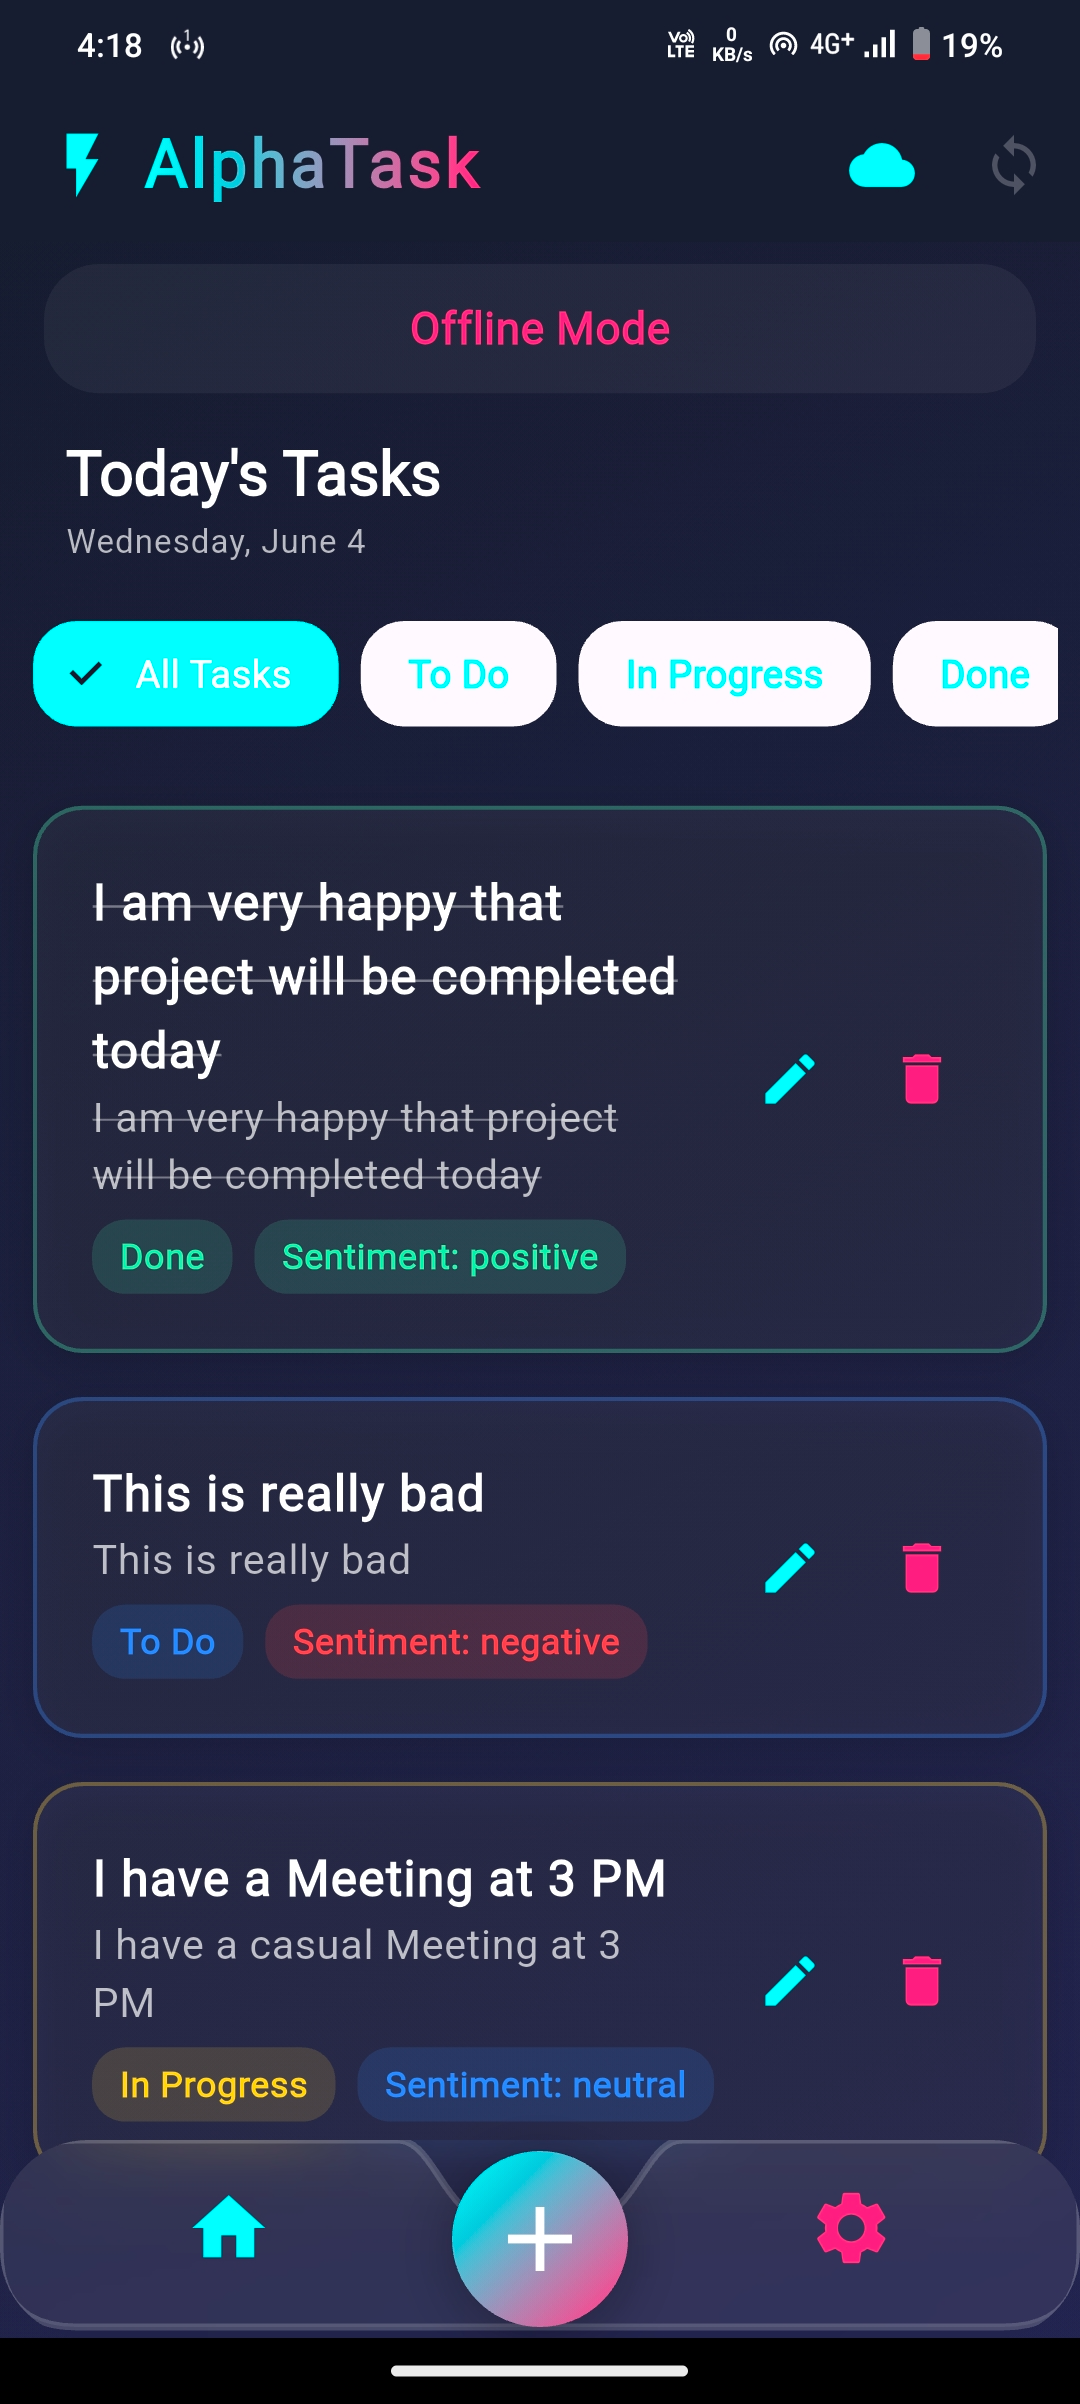 4:18 1 Vo) LTE 0 KB/s 4G+ 19%
AlphaTask
Offline Mode
Today's Tasks
Wednesday, June 4
All Tasks To Do In Progress Done
I am very happy that
project will be completed
today
I am very happy that project
will be completed today
Done Sentiment: positive
This is really bad
This is really bad
To Do Sentiment: negative
I have a Meeting at 3 PM
I have a casual Meeting at 3
PM
In Progress Sentiment: neutral